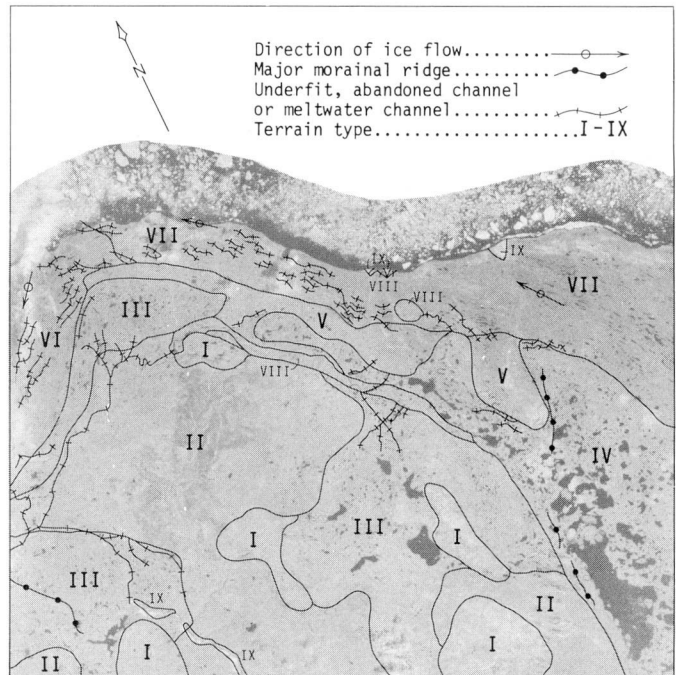 N
Direction of ice flow.........
Major morainal ridge..........
Underfit, abandoned channel
or meltwater channel..........
Terrain type.....................I-IX
VII
IX
IX
VIII
VII
III
VIII
V
VI
I
VIII
V
II
IV
III
I
I
III
II
IX
IX
I
I
II